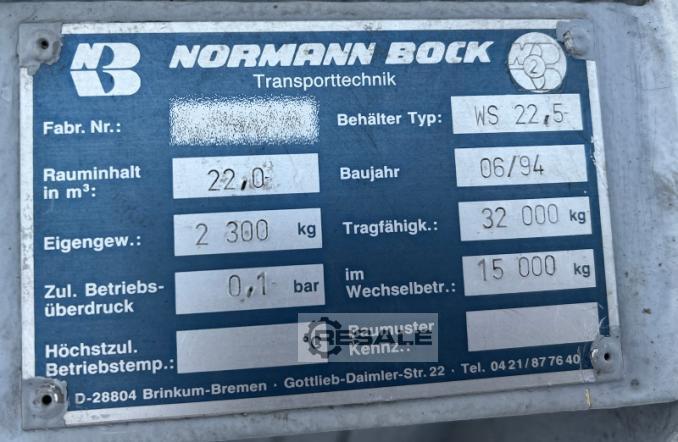 NB NORMANN BOCK NB 2
Transporttechnik
Fabr. Nr.: Behälter Typ: WS 22,5
Rauminhalt in m³: 22,0 Baujahr 06/94
Eigengew.: 2 300 kg Tragfähigk.: 32 000 kg
Zul. Betriebs-
überdruck 0,1 bar im
Wechselbetr.: 15 000 kg
Höchstzul.
Betriebstemp.: °C Baumuster
Kennz.:
RESALE
D-28804 Brinkum-Bremen · Gottlieb-Daimler-Str. 22 · Tel. 0421/877640